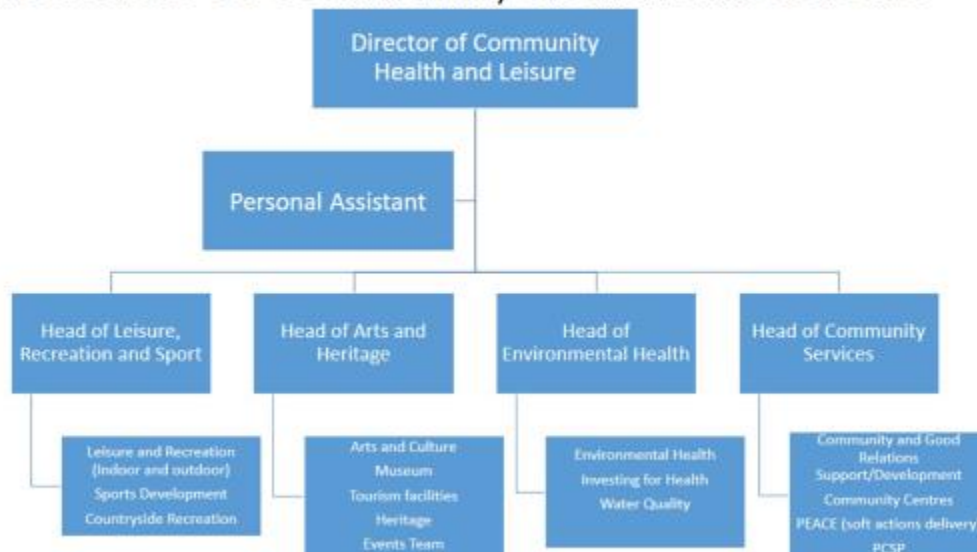 Director of Community
Health and Leisure
Personal Assistant
Head of Leisure,
Recreation and Sport
Head of Arts and
Heritage
Head of
Environmental Health
Head of Community
Services
Leisure and Recreation
(Indoor and outdoor)
Sports Development
Countryside Recreation
Arts and Culture
Museum
Tourism facilities
Heritage
Events Team
Environmental Health
Investing for Health
Water Quality
Community and Good
Relations
Support/Development
Community Centres
PEACE (soft actions delivery
PCSP